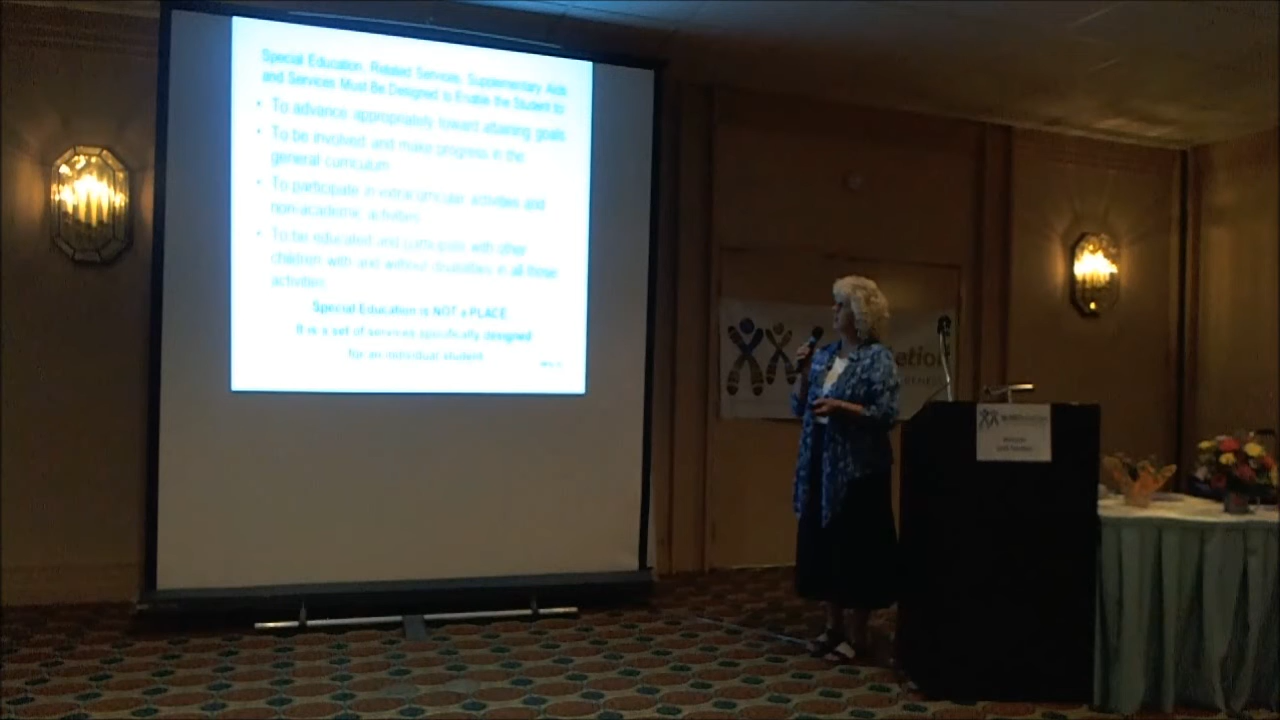 Special Education, Related Services, Supplementary Aids
and Services Must Be Designed to Enable the Student to:
• To advance appropriately toward attaining goals
• To be involved and make progress in the
general curriculum
• To participate in extracurricular activities and
non-academic activities
• To be educated and participate with other
children with and without disabilities in all those
activities
Special Education is NOT a PLACE
It is a set of services specifically designed
for an individual student